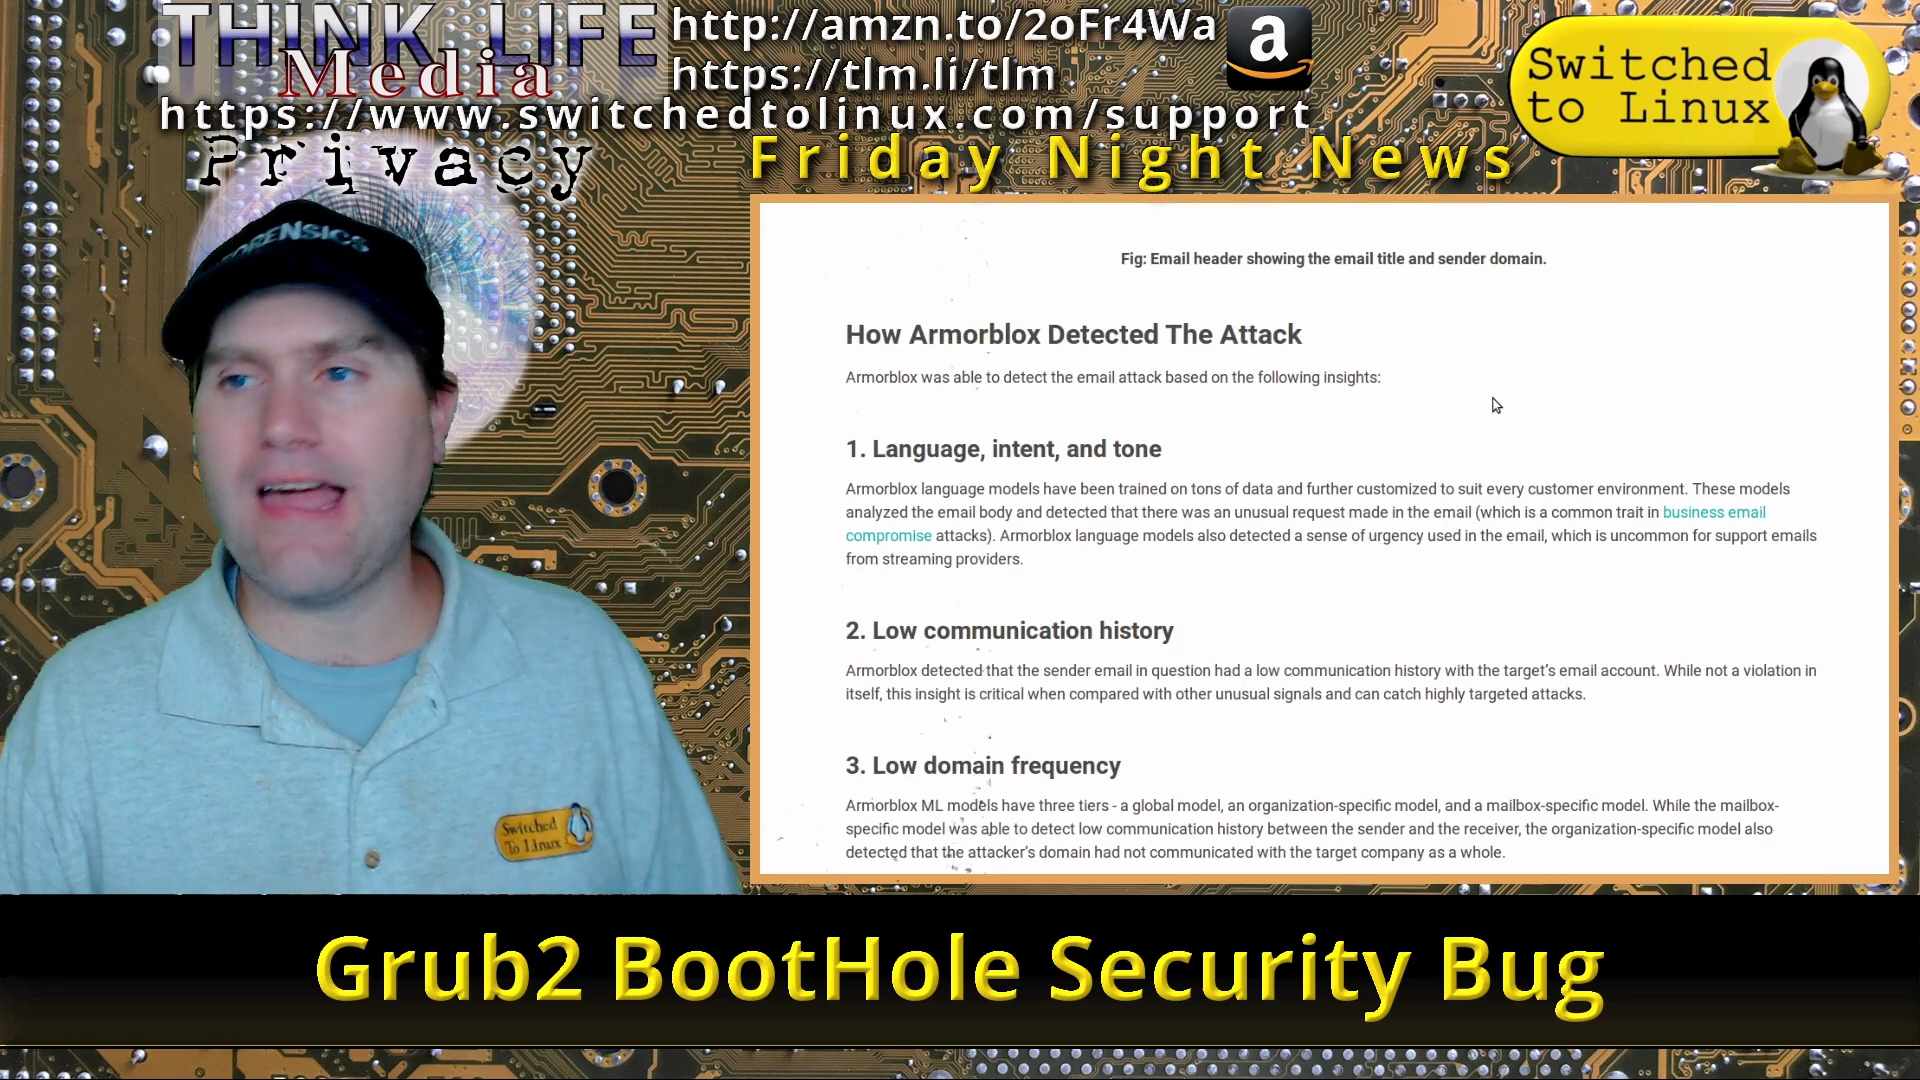 THINK LIFE
Media
http://amzn.to/2oFr4Wa
https://tlm.li/tlm
https://www.switchedtolinux.com/support
Privacy
Friday Night News
a
Switched
to Linux
FORENSICS
Fig: Email header showing the email title and sender domain.
How Armorblox Detected The Attack
Armorblox was able to detect the email attack based on the following insights:
1. Language, intent, and tone
Armorblox language models have been trained on tons of data and further customized to suit every customer environment. These models
analyzed the email body and detected that there was an unusual request made in the email (which is a common trait in business email
compromise attacks). Armorblox language models also detected a sense of urgency used in the email, which is uncommon for support emails
from streaming providers.
2. Low communication history
Armorblox detected that the sender email in question had a low communication history with the target's email account. While not a violation in
itself, this insight is critical when compared with other unusual signals and can catch highly targeted attacks.
3. Low domain frequency
Armorblox ML models have three tiers - a global model, an organization-specific model, and a mailbox-specific model. While the mailbox-
specific model was able to detect low communication history between the sender and the receiver, the organization-specific model also
detected that the attacker's domain had not communicated with the target company as a whole.
Switched
To Linux
Grub2 BootHole Security Bug